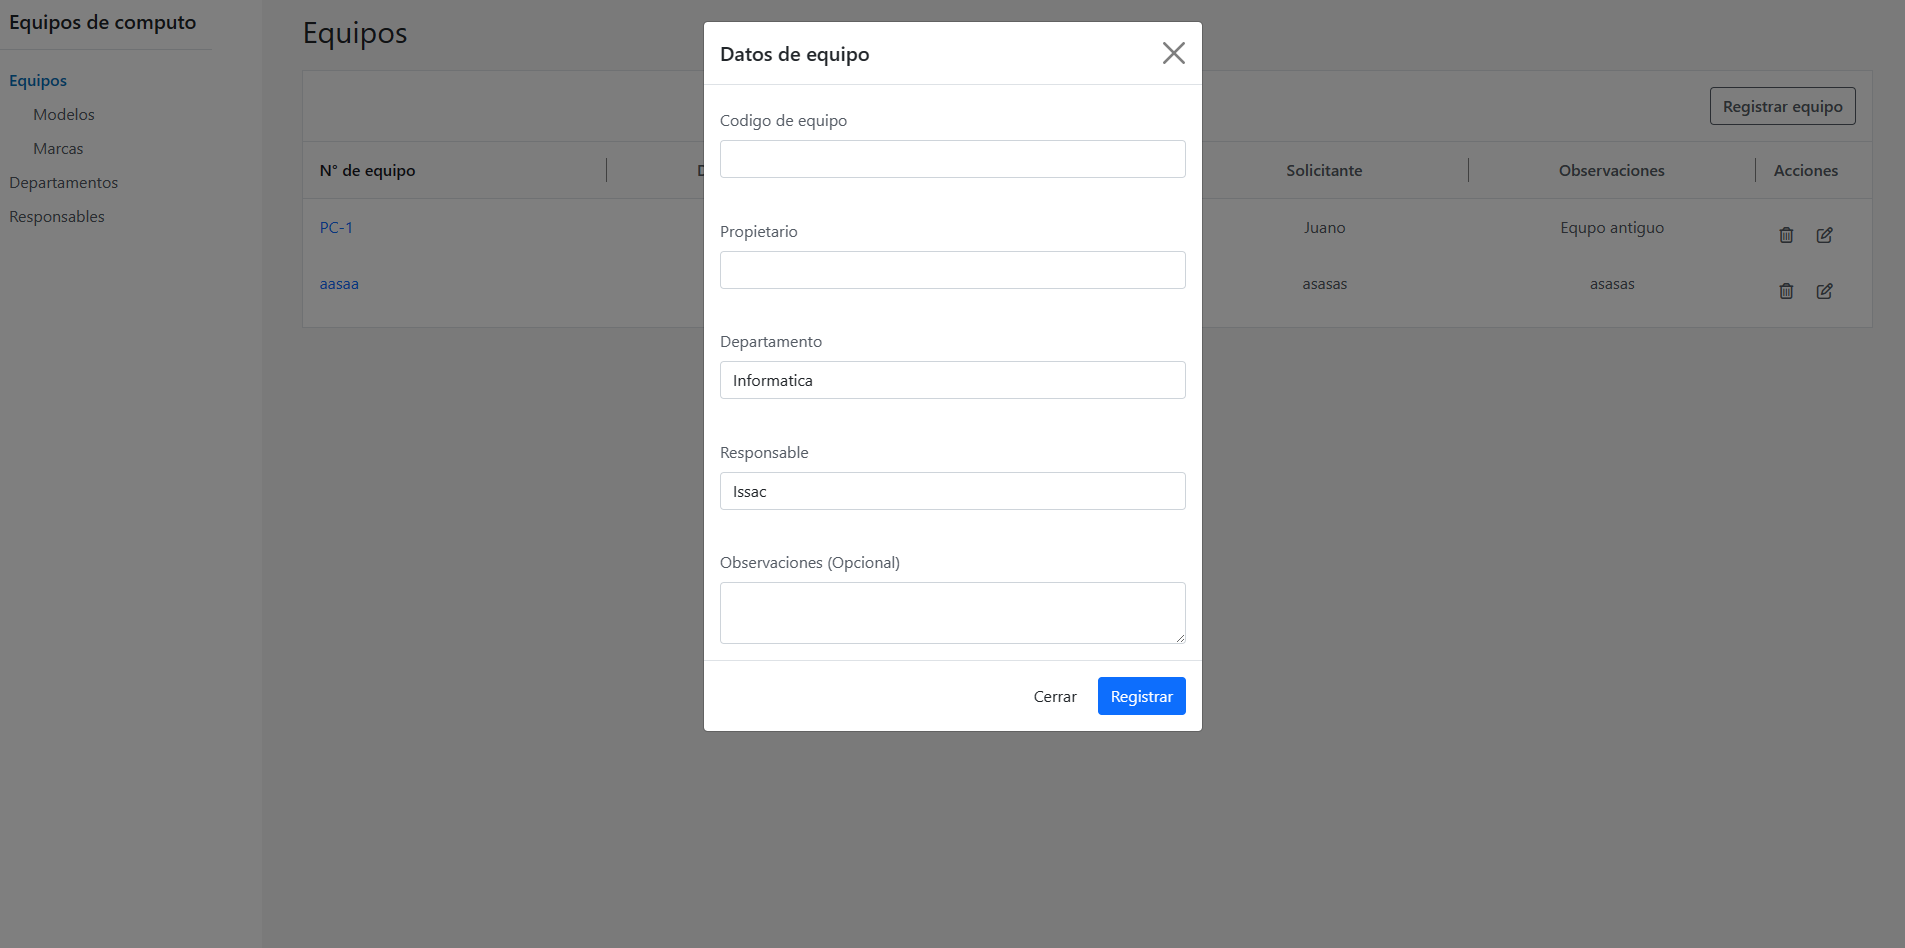 Equipos de computo
Equipos
Modelos
Marcas
Departamentos
Responsables
Equipos
Registrar equipo
N° de equipo
Solicitante
Observaciones
Acciones
PC-1
Juano
Equpo antiguo
aasaa
asasas
asasas
Datos de equipo
Codigo de equipo
Propietario
Departamento
Informatica
Responsable
Issac
Observaciones (Opcional)
Cerrar
Registrar